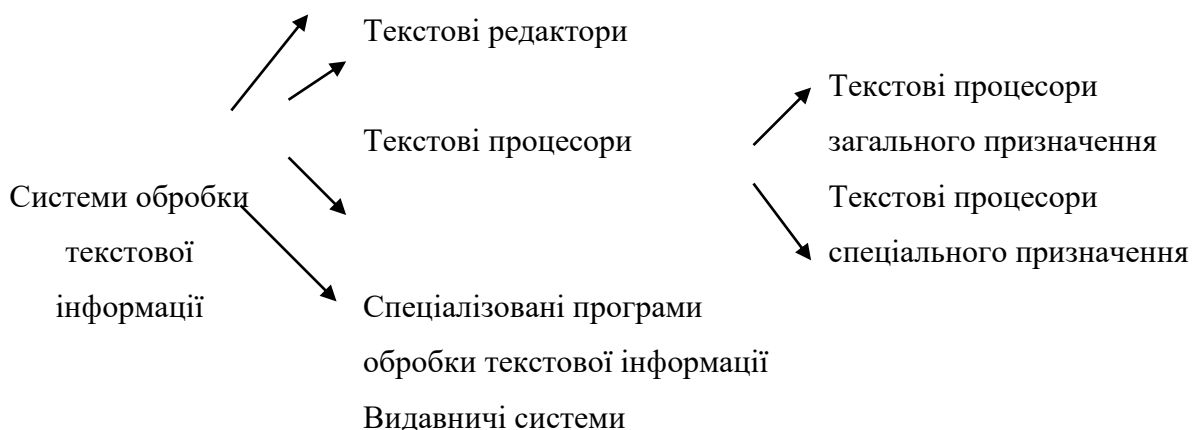 Текстові редактори
Текстові процесори
Системи обробки
текстової
інформації
Спеціалізовані програми
обробки текстової інформації
Видавничі системи
Текстові процесори
загального призначення
Текстові процесори
спеціального призначення